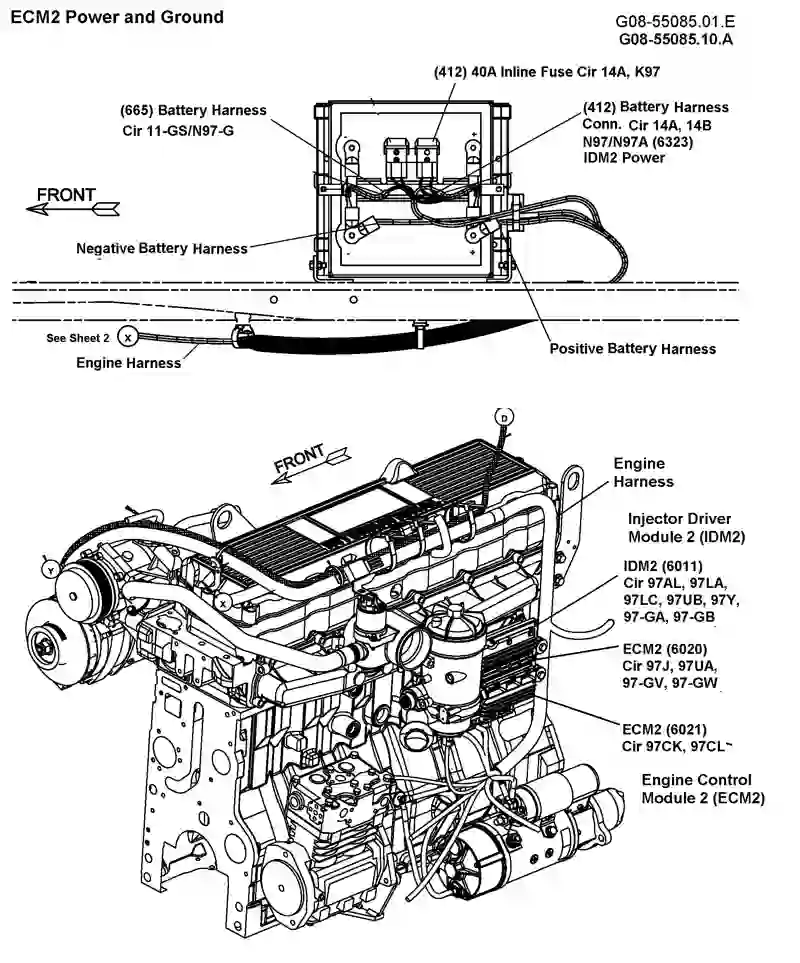 ECM2 Power and Ground
G08-55085.01.E
G08-55085.10.A
(412) 40A Inline Fuse Cir 14A, K97
(665) Battery Harness
Cir 11-GS/N97-G
(412) Battery Harness
Conn. Cir 14A, 14B
N97/N97A (6323)
IDM2 Power
FRONT
Negative Battery Harness
See Sheet 2
X
Engine Harness
Positive Battery Harness
D
FRONT
Engine
Harness
Injector Driver
Module 2 (IDM2)
Y
X
IDM2 (6011)
Cir 97AL, 97LA,
97LC, 97UB, 97Y,
97-GA, 97-GB
ECM2 (6020)
Cir 97J, 97UA,
97-GV, 97-GW
ECM2 (6021)
Cir 97CK, 97CL~
Engine Control
Module 2 (ECM2)